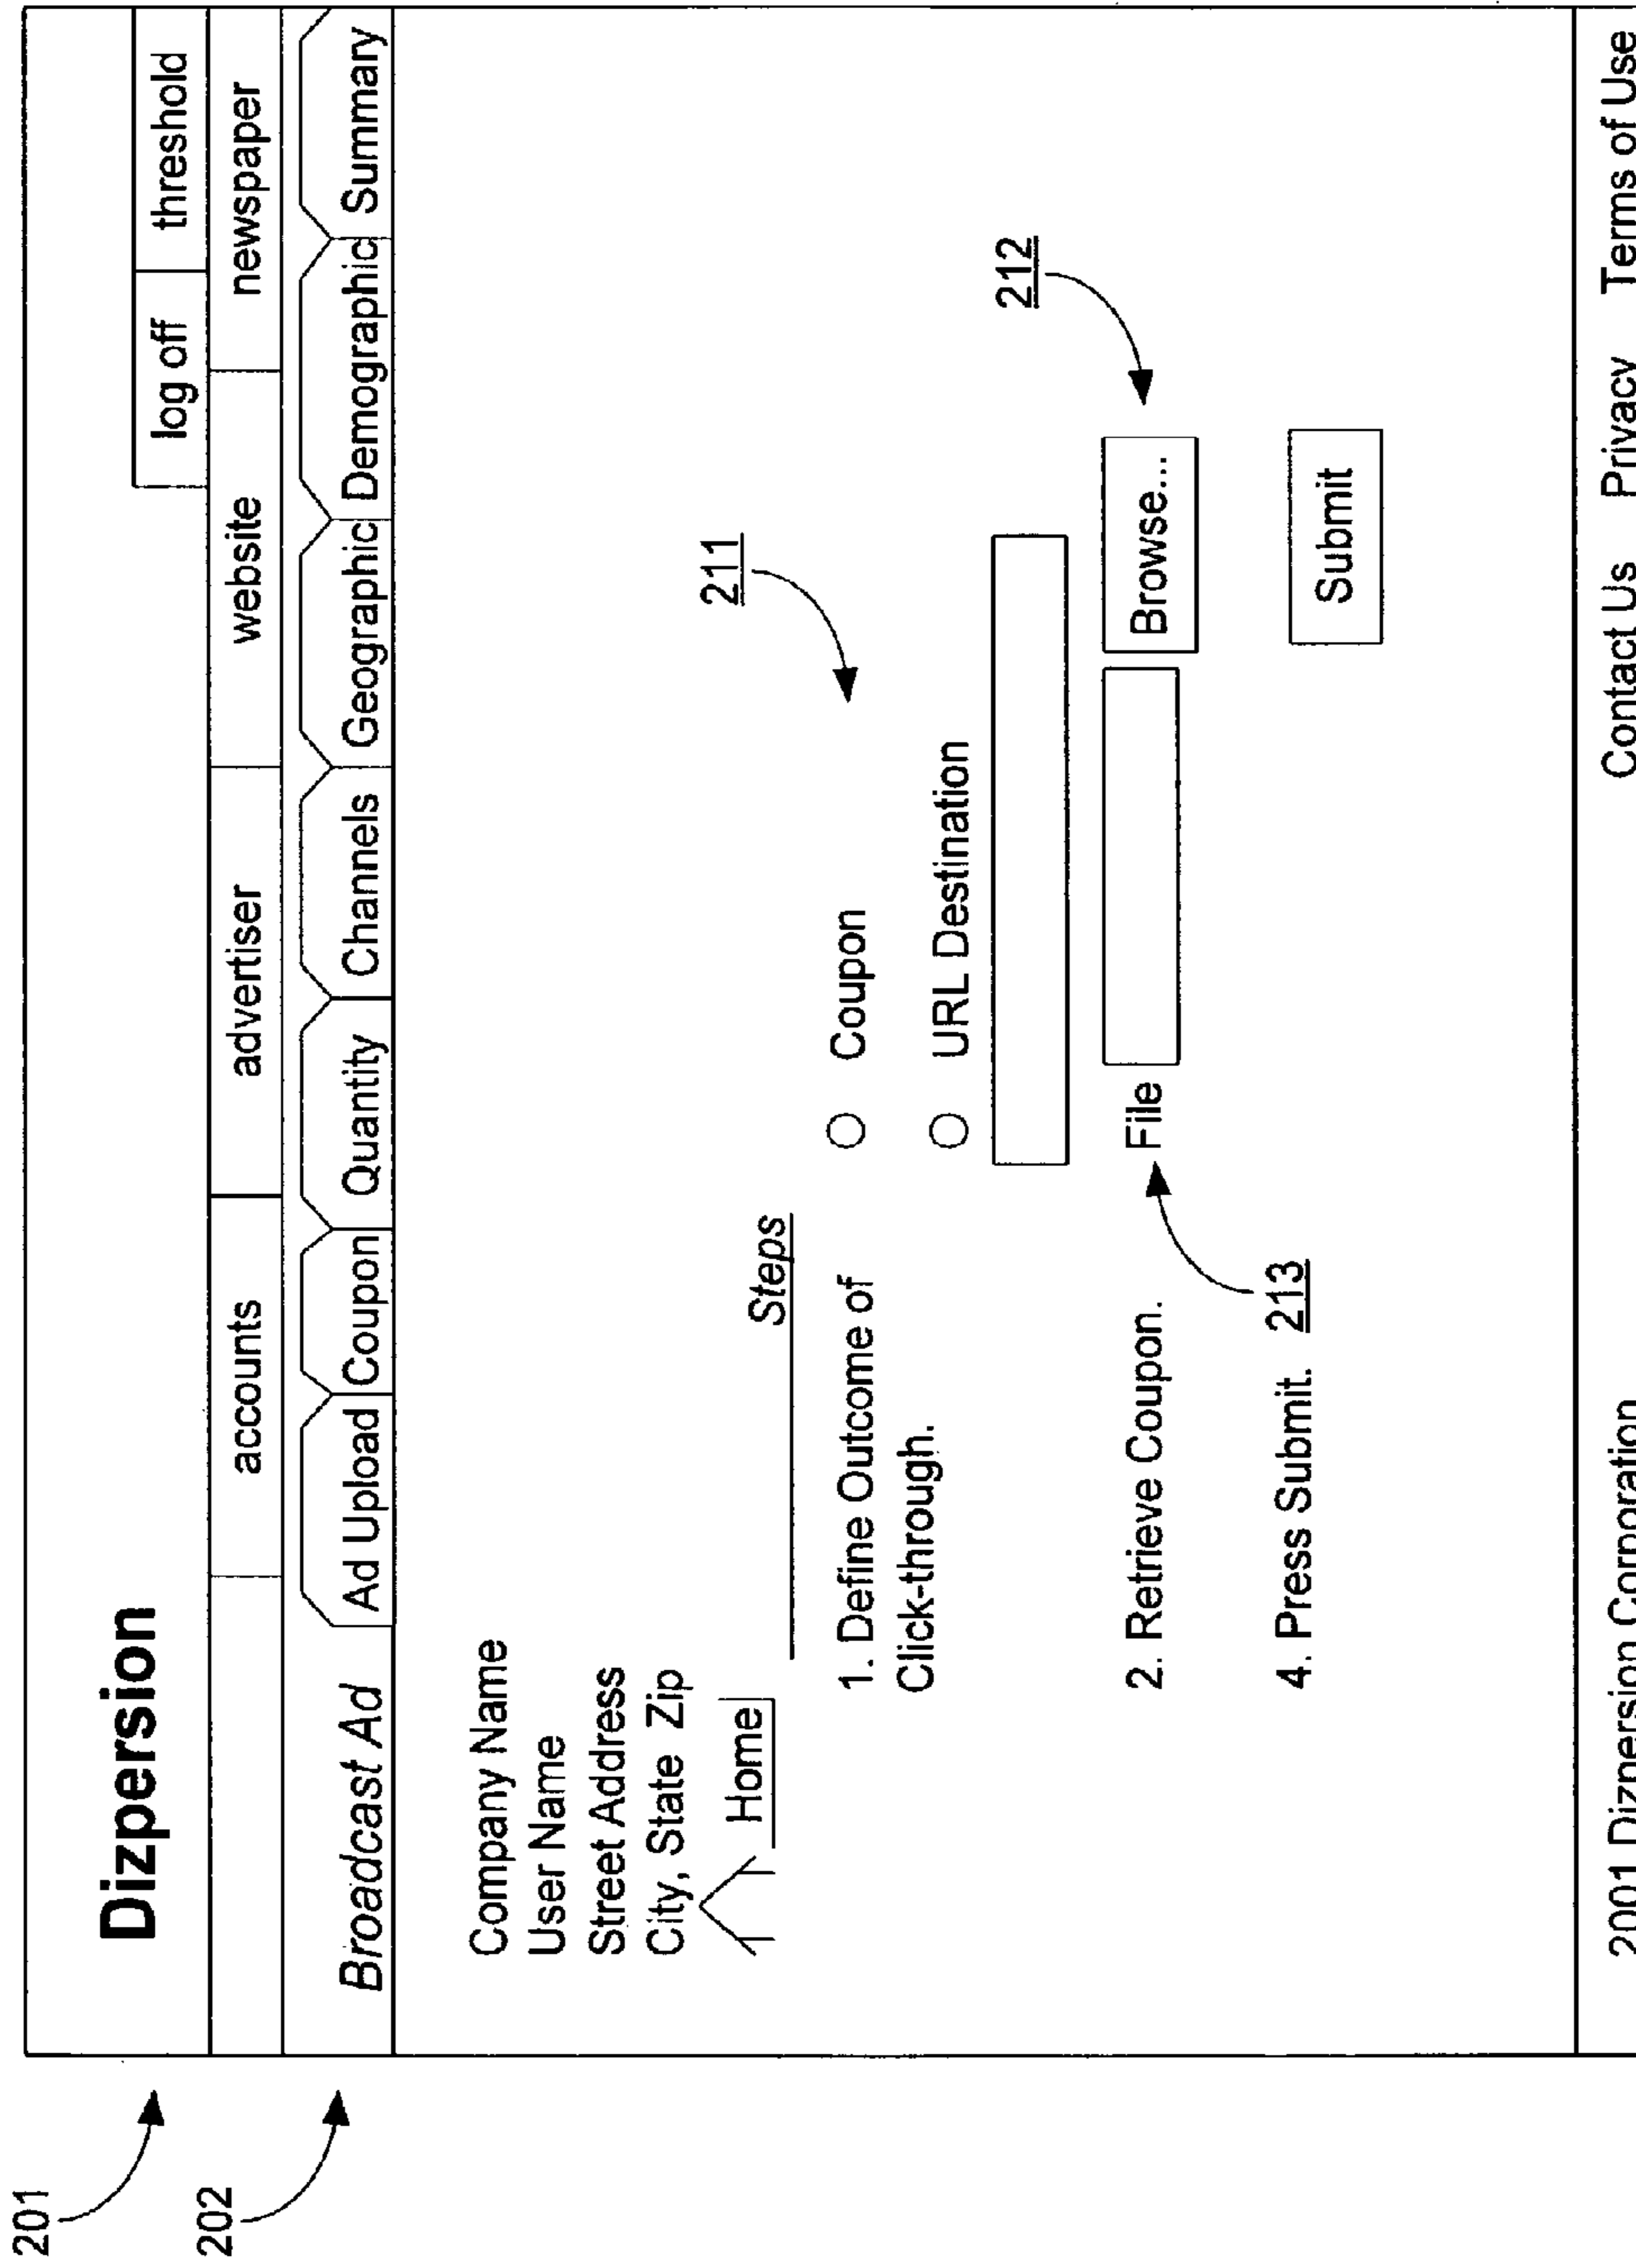 201
Dizpersion
log off threshold
accounts advertiser website newspaper
202
Broadcast Ad Ad Upload Coupon Quantity Channels Geographic Demographic Summary
Company Name
User Name
Street Address
City, State Zip
Home
Steps
211
1. Define Outcome of
Click-through.
Coupon
URL Destination
212
2. Retrieve Coupon.
File Browse...
4. Press Submit. 213
Submit
2001 Dizpersion Corporation Contact Us Privacy Terms of Use